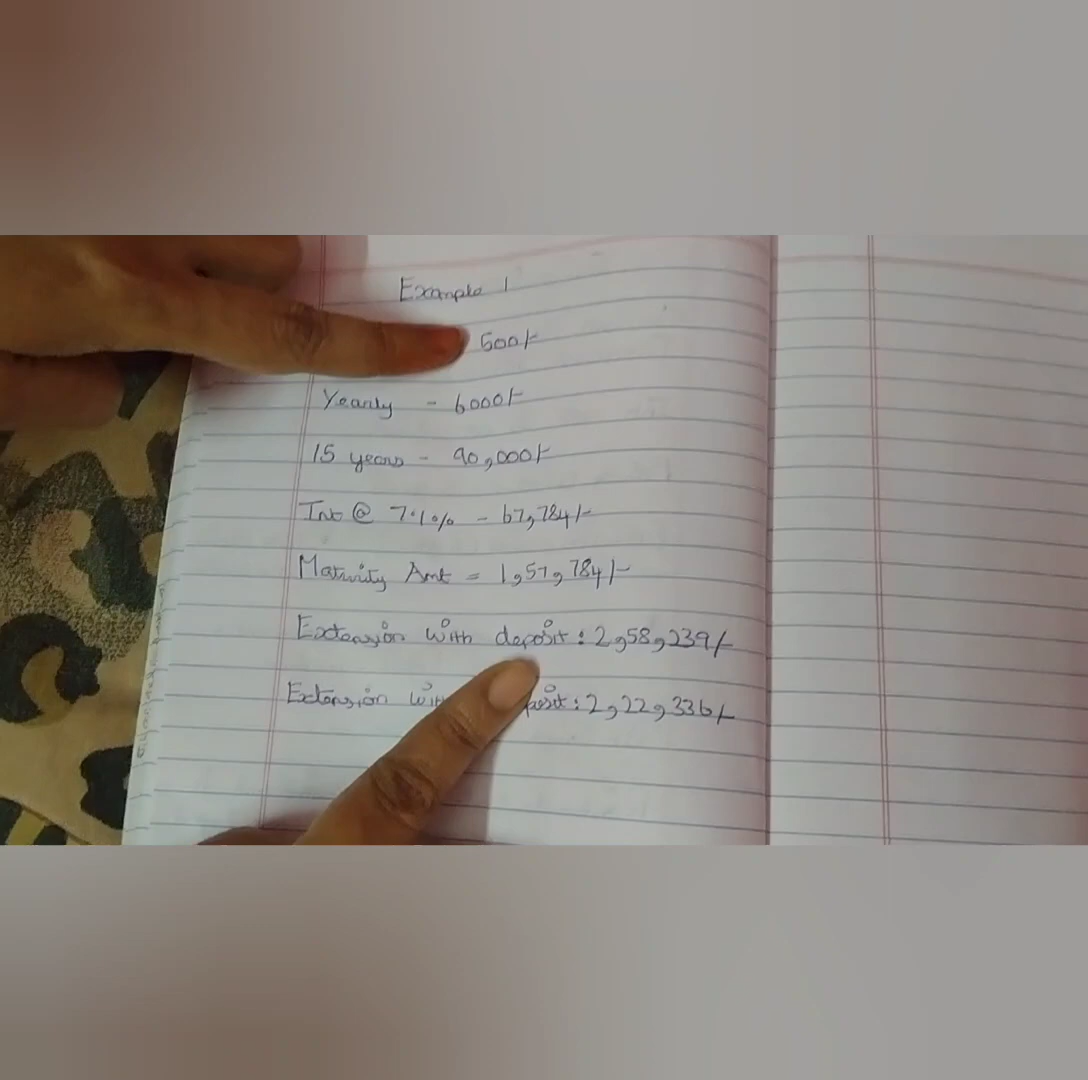 Example 1
500/-
Yearly - 6000/-
15 years - 90,000/-
Int @ 7.1% - 67,784/-
Maturity Amt = 1,57,784/-
Extension with deposit : 2,58,239/-
Extension : 2,22,336/-